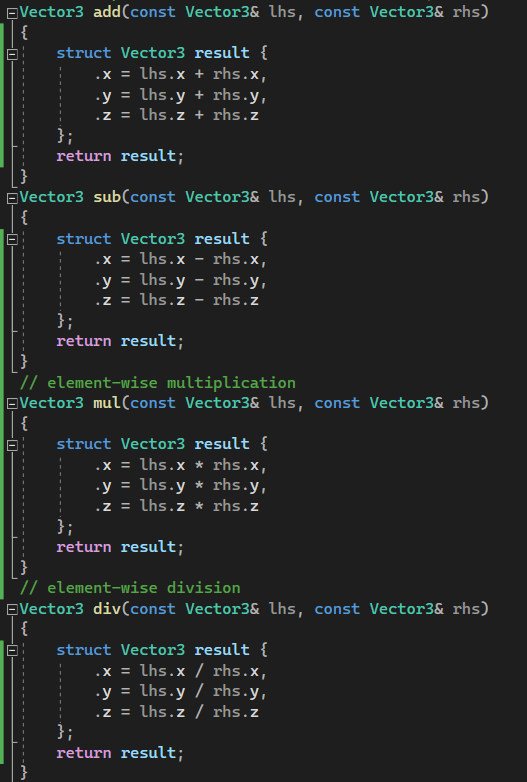 Vector3 add(const Vector3& lhs, const Vector3& rhs)
{
    struct Vector3 result {
        .x = lhs.x + rhs.x,
        .y = lhs.y + rhs.y,
        .z = lhs.z + rhs.z
    };
    return result;
}
Vector3 sub(const Vector3& lhs, const Vector3& rhs)
{
    struct Vector3 result {
        .x = lhs.x - rhs.x,
        .y = lhs.y - rhs.y,
        .z = lhs.z - rhs.z
    };
    return result;
}
// element-wise multiplication
Vector3 mul(const Vector3& lhs, const Vector3& rhs)
{
    struct Vector3 result {
        .x = lhs.x * rhs.x,
        .y = lhs.y * rhs.y,
        .z = lhs.z * rhs.z
    };
    return result;
}
// element-wise division
Vector3 div(const Vector3& lhs, const Vector3& rhs)
{
    struct Vector3 result {
        .x = lhs.x / rhs.x,
        .y = lhs.y / rhs.y,
        .z = lhs.z / rhs.z
    };
    return result;
}